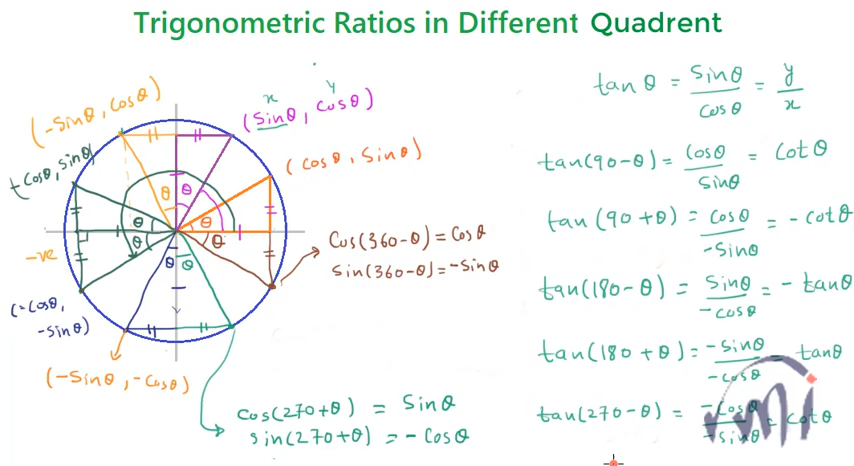 Trigonometric Ratios in Different Quadrent
x y
(-Sinθ, Cosθ)
(Sinθ, Cosθ)
(-Cosθ, Sinθ)
(Cosθ, Sinθ)
θ θ
θ θ
θ θ
θ θ
-ve
(-Cosθ,
-Sinθ)
(-Sinθ, -Cosθ)
Cos(360-θ) = Cosθ
Sin(360-θ) = -Sinθ
Cos(270+θ) = Sinθ
Sin(270+θ) = -Cosθ
tan θ = Sinθ/Cosθ = y/x
tan(90-θ) = Cosθ/Sinθ = Cotθ
tan(90+θ) = Cosθ/-Sinθ = -Cotθ
tan(180-θ) = Sinθ/-Cosθ = -tanθ
tan(180+θ) = -Sinθ/-Cosθ = tanθ
tan(270-θ) = -Cosθ/-Sinθ = Cotθ